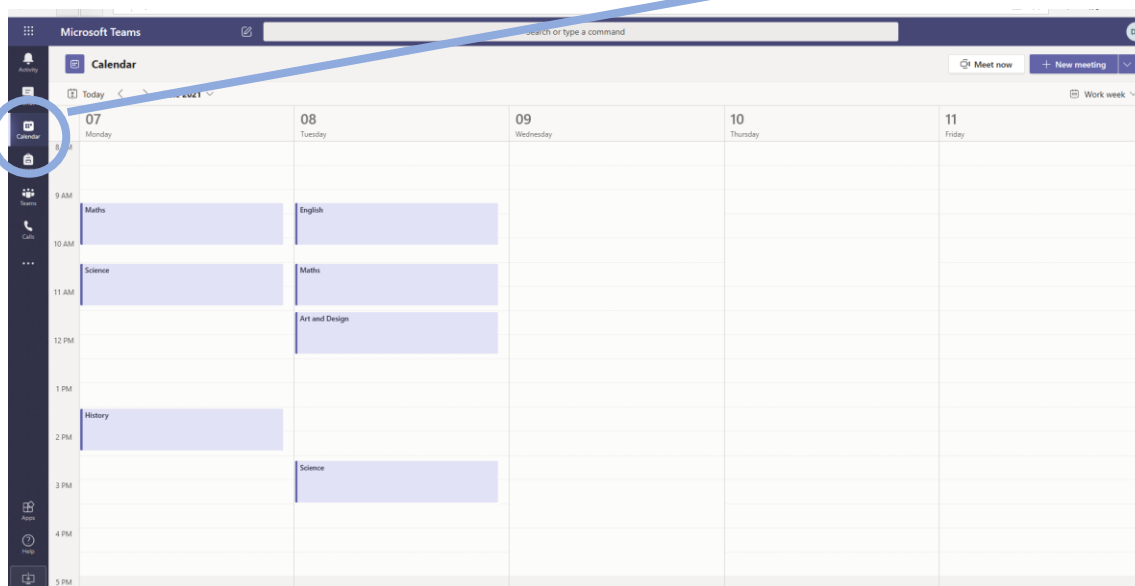 Microsoft Teams
Search or type a command
Activity
Calendar
Meet now
+ New meeting
Today
2021
Work week
Calendar
07
Monday
08
Tuesday
09
Wednesday
10
Thursday
11
Friday
Teams
Calls
9 AM
10 AM
11 AM
12 PM
1 PM
2 PM
3 PM
4 PM
5 PM
Maths
English
Science
Maths
Art and Design
History
Science
Apps
Help